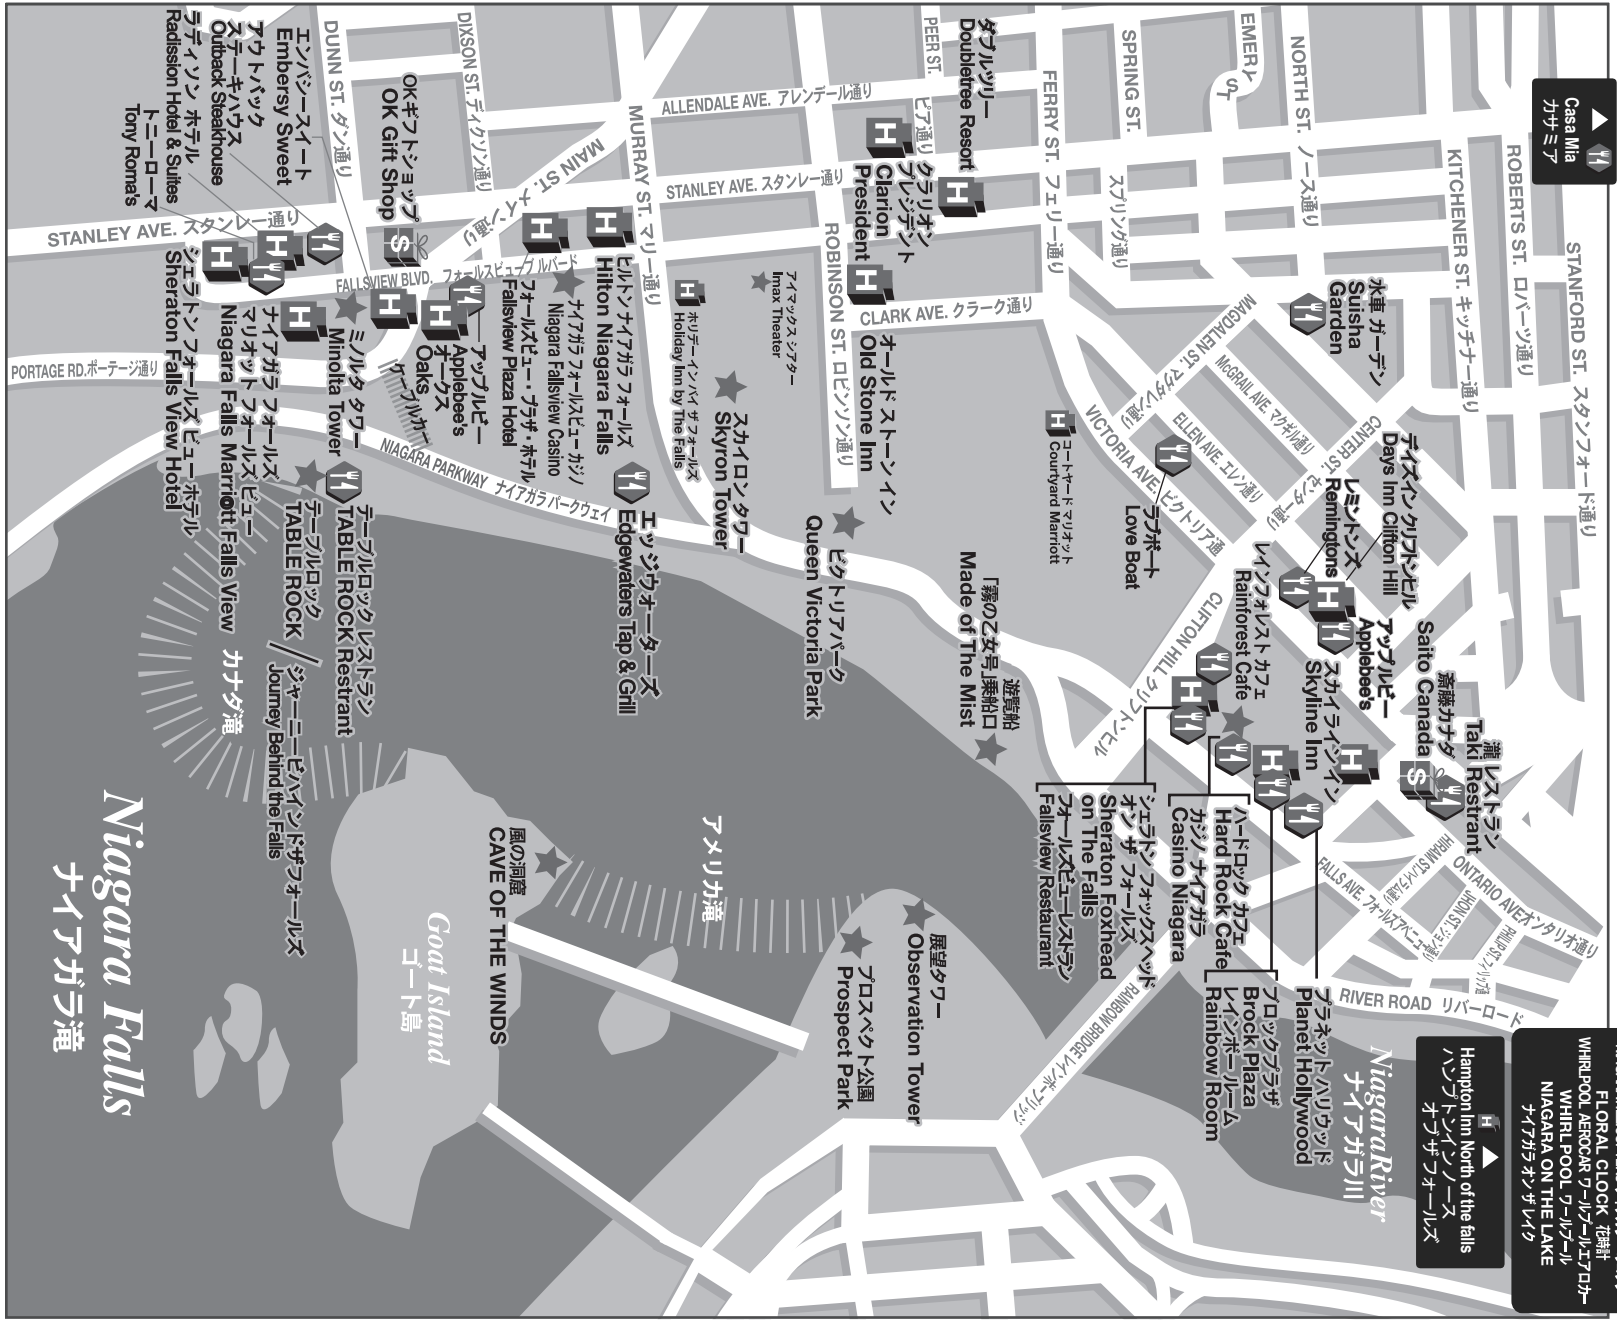 ▲
Casa Mia
カサミア
STANFORD ST. スタンフォード通り
ROBERTS ST. ロバーツ通り
KITCHENER ST. キッチナー通り
NORTH ST. ノース通り
EMERY ST.
SPRING ST.
スプリング通り
FERRY ST. フェリー通り
PEER ST.
ピア通り
ダブルツリー
Doubletree Resort
ALLENDALE AVE. アレンデール通り
STANLEY AVE. スタンレー通り
クラリオン
プレジデント
Clarion
President
ROBINSON ST. ロビンソン通り
CLARK AVE. クラーク通り
オールド ストーン イン
Old Stone Inn
MURRAY ST. マリー通り
MAIN ST. メイン通り
DIXSON ST. ディクソン通り
DUNN ST. ダン通り
OKギフトショップ
OK Gift Shop
エンバシースイート
Embersy Sweet
アウトバック
ステーキハウス
Outback Steakhouse
ラディソン ホテル
Radission Hotel & Suites
トニーローマ
Tony Roma's
STANLEY AVE. スタンレー通り
FALLSVIEW BLVD. フォールスビューブルバード
PORTAGE RD.ポーテージ通り
シェラトン フォールズ ビュー ホテル
Sheraton Falls View Hotel
ナイアガラ フォールズ
マリオット フォールズ ビュー
Niagara Falls Marriott Falls View
ミノルタ タワー
Minolta Tower
ケーブルカー
アップルビー
Applebee's
オークス
Oaks
フォールズビュー・プラザ・ホテル
Fallsview Plaza Hotel
ナイアガラ フォールスビュー カジノ
Niagara Fallsview Casino
ヒルトンナイアガラ フォールズ
Hilton Niagara Falls
ホリデーイン バイ ザ フォールズ
Holiday Inn by The Falls
アイマックス シアター
Imax Theater
スカイロンタワー
Skyron Tower
NIAGARA PARKWAY ナイアガラ パークウェイ
エッジウォーターズ
Edgewaters Tap & Grill
テーブルロック レストラン
TABLE ROCK Restrant
テーブルロック
TABLE ROCK
ジャーニービハインドザフォールズ
Journey Behind the Falls
カナダ滝
ビクトリアパーク
Queen Victoria Park
遊覧船
「霧の乙女号」乗船口
Made of The Mist
コートヤード マリオット
Courtyard Marriott
水車 ガーデン
Suisha
Garden
MAGDALEN ST. マグダレン通り
McGRAIL AVE. マクギル通り
ELLEN AVE. エレン通り
VICTORIA AVE. ビクトリア通
CENTER ST. センター通り
ラブボート
Love Boat
デイズイン クリフトンヒル
Days Inn Clifton Hill
レミントンズ
Remingtons
レインフォレスト カフェ
Rainforest Cafe
CLIFTON HILL クリフトンヒル
アップルビー
Applebee's
スカイライン イン
Skyline Inn
斎藤カナダ
Saito Canada
瀧 レストラン
Taki Restrant
シェラトン フォックスヘッド
オン ザ フォールズ
Sheraton Foxhead
on The Falls
フォールズビューレストラン
Fallsview Restaurant
ハードロック カフェ
Hard Rock Cafe
カジノ ナイアガラ
Casino Niagara
ブロックプラザ
Brock Plaza
レインボー ルーム
Rainbow Room
プラネット ハリウッド
Planet Hollywood
HIRAM ST. ハイラム通り
ONTARIO AVE.オンタリオ通り
FALLS AVE. フォールズアベニュー通り
JHON ST. ジョン通り
PHILIP ST. フィリップ通
RIVER ROAD リバーロード
RAINBOW BRIDGE レインボーブリッジ
NiagaraRiver
ナイアガラ川
展望タワー
Observation Tower
プロスペクト公園
Prospect Park
アメリカ滝
風の洞窟
CAVE OF THE WINDS
Goat Island
ゴート島
Niagara Falls
ナイアガラ滝
Hampton Inn North of the falls
ハンプトンインノース
オブザフォールズ
FLORAL CLOCK 花時計
WHIRLPOOL AEROCAR ワールプールエアロカー
WHIRLPOOL ワールプール
NIAGARA ON THE LAKE
ナイアガラオンザレイク